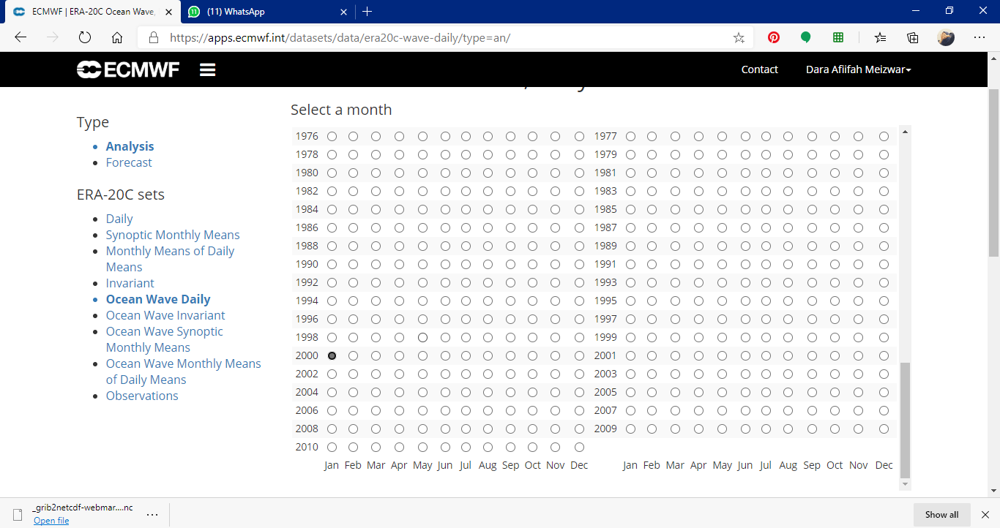 ECMWF | ERA-20C Ocean Wave,
(11) WhatsApp
https://apps.ecmwf.int/datasets/data/era20c-wave-daily/type=an/
ECMWF
Contact
Dara Afiifah Meizwar
Type
Analysis
Forecast
ERA-20C sets
Daily
Synoptic Monthly Means
Monthly Means of Daily
Means
Invariant
Ocean Wave Daily
Ocean Wave Invariant
Ocean Wave Synoptic
Monthly Means
Ocean Wave Monthly Means
of Daily Means
Observations
Select a month
1976 1977
1978 1979
1980 1981
1982 1983
1984 1985
1986 1987
1988 1989
1990 1991
1992 1993
1994 1995
1996 1997
1998 1999
2000 2001
2002 2003
2004 2005
2006 2007
2008 2009
2010
Jan Feb Mar Apr May Jun Jul Aug Sep Oct Nov Dec Jan Feb Mar Apr May Jun Jul Aug Sep Oct Nov Dec
_grib2netcdf-webmar....nc
Open file
Show all